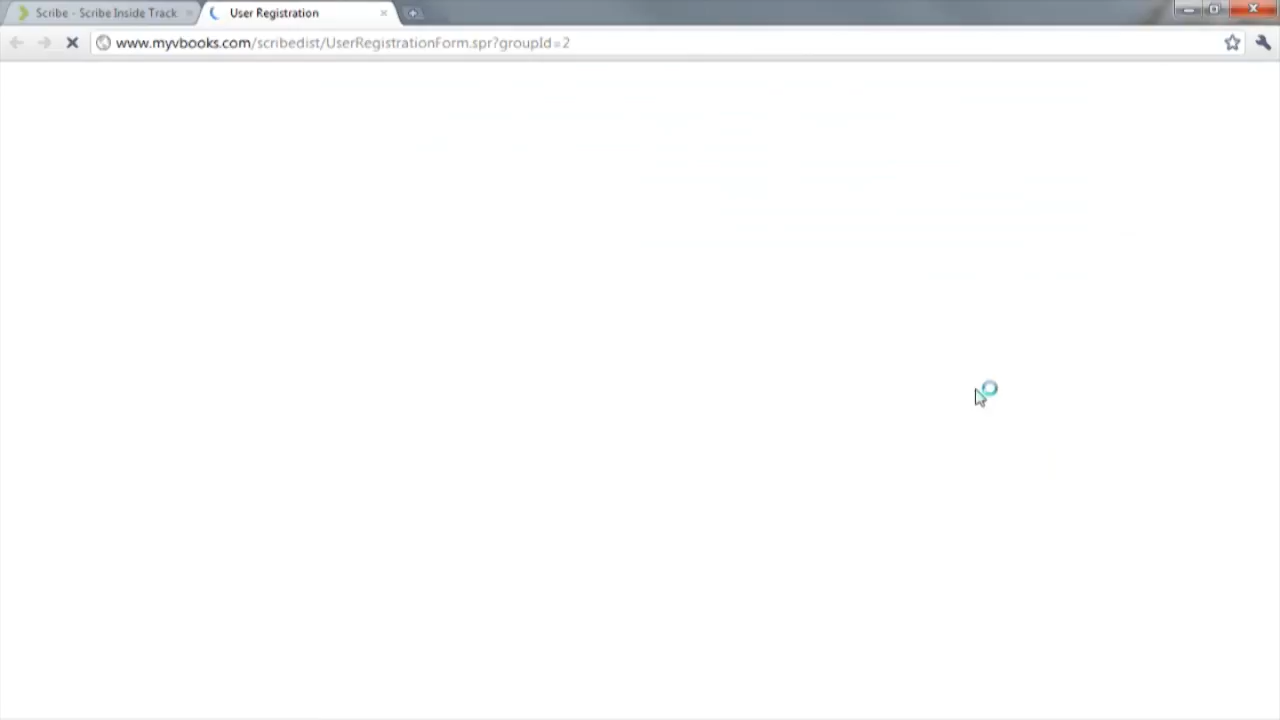 Scribe - Scribe Inside Track
User Registration
www.myvbooks.com/scribedist/UserRegistrationForm.spr?groupId=2